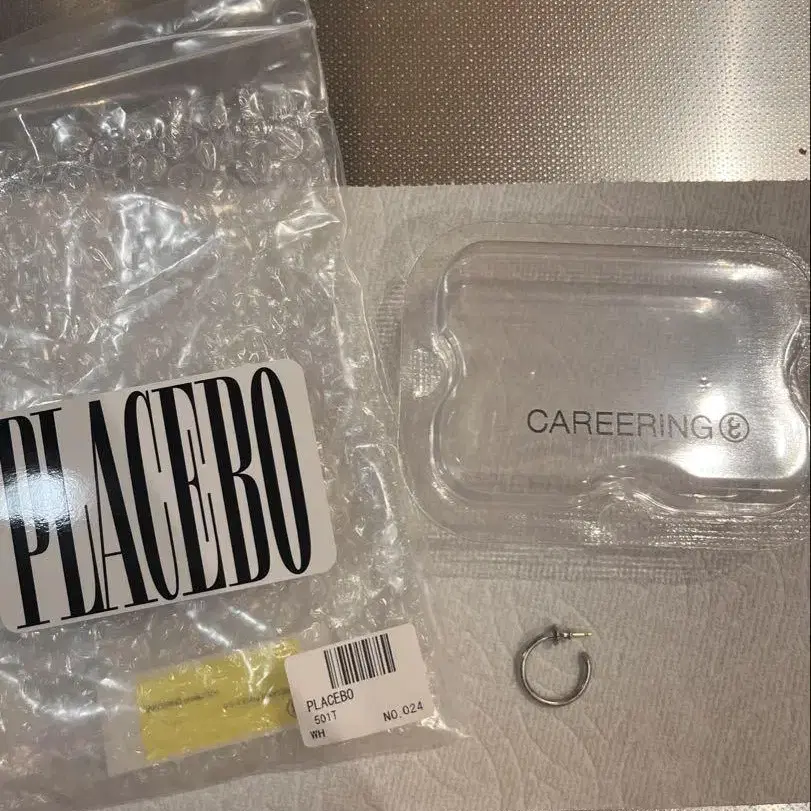 PLACEBO
CAREERING
PLACEBO
501T
WH NO.024